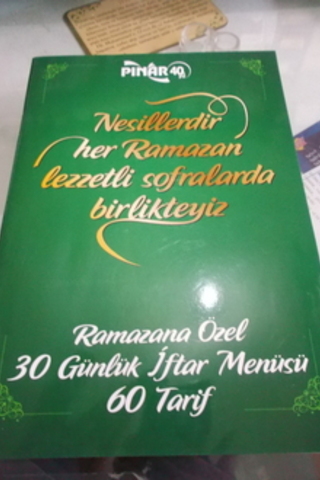 PINAR 40
Nesillerdir
her Ramazan
lezzetli sofralarda
birlikteyiz
Ramazana Özel
30 Günlük İftar Menüsü
60 Tarif